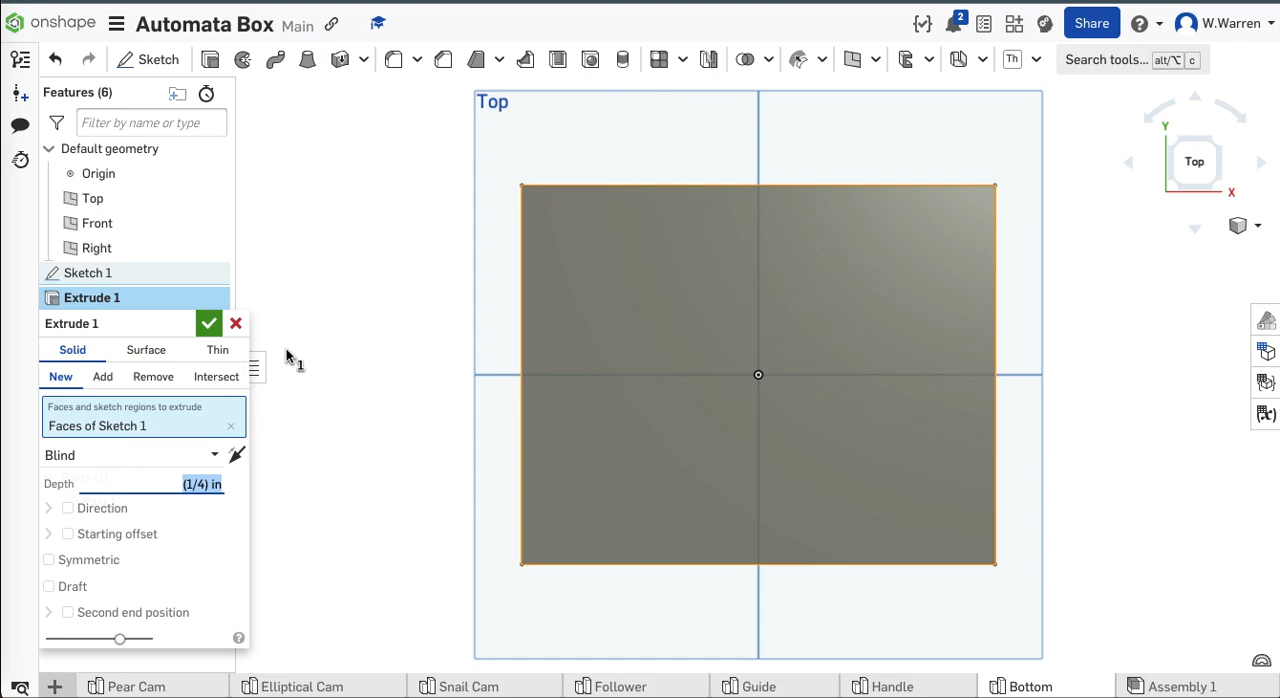 onshape Automata Box Main 2 Share W.Warren
Sketch Th Search tools... alt/⌥ c
Features (6)
Filter by name or type
Default geometry
Origin
Top
Front
Right
Sketch 1
Extrude 1
Extrude 1
Solid Surface Thin
New Add Remove Intersect
Faces and sketch regions to extrude
Faces of Sketch 1
Blind
Depth (1/4) in
Direction
Starting offset
Symmetric
Draft
Second end position
Top
1
Y
Top
X
Pear Cam Elliptical Cam Snail Cam Follower Guide Handle Bottom Assembly 1